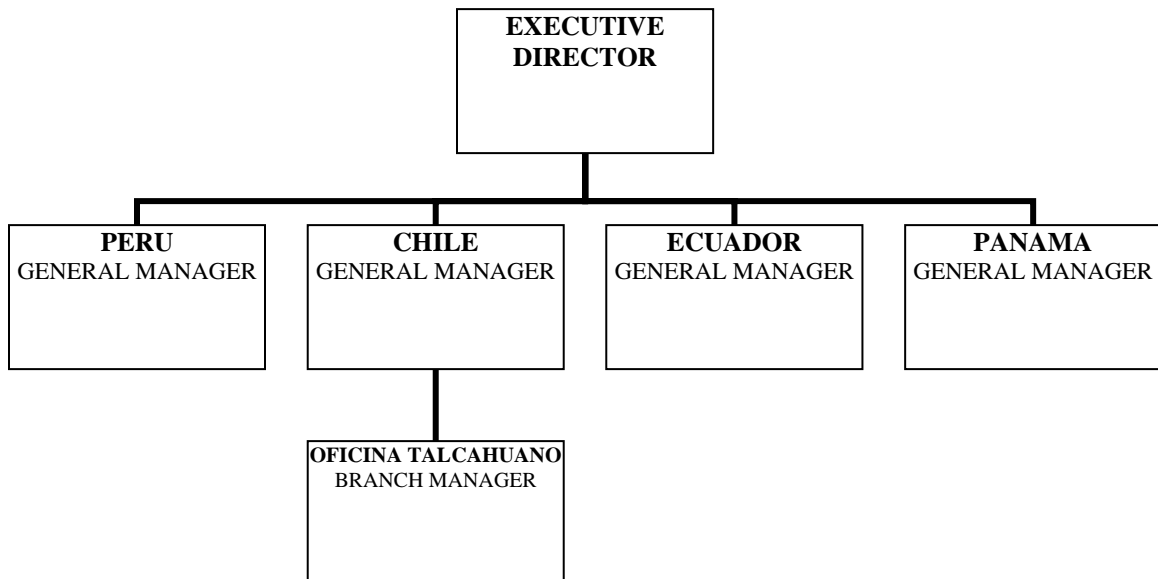 EXECUTIVE
DIRECTOR
PERU
GENERAL MANAGER
CHILE
GENERAL MANAGER
ECUADOR
GENERAL MANAGER
PANAMA
GENERAL MANAGER
OFICINA TALCAHUANO
BRANCH MANAGER